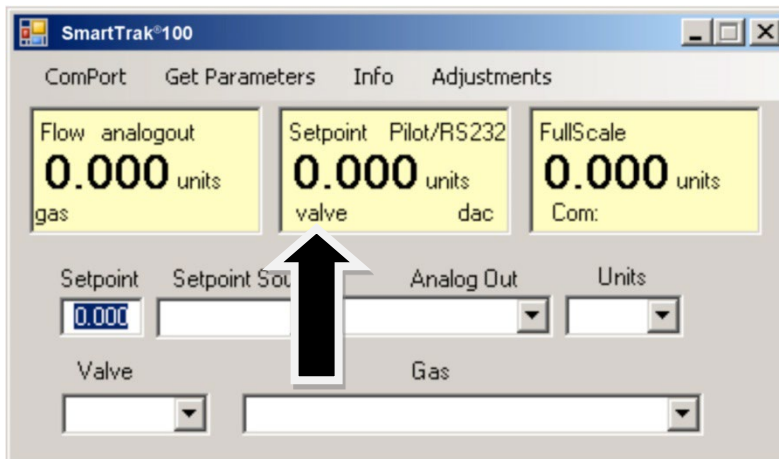 SmartTrak®100
ComPort Get Parameters Info Adjustments
Flow analogout
0.000 units
gas
Setpoint Pilot/RS232
0.000 units
valve dac
FullScale
0.000 units
Com:
Setpoint Setpoint Analog Out Units
0.000
Valve Gas